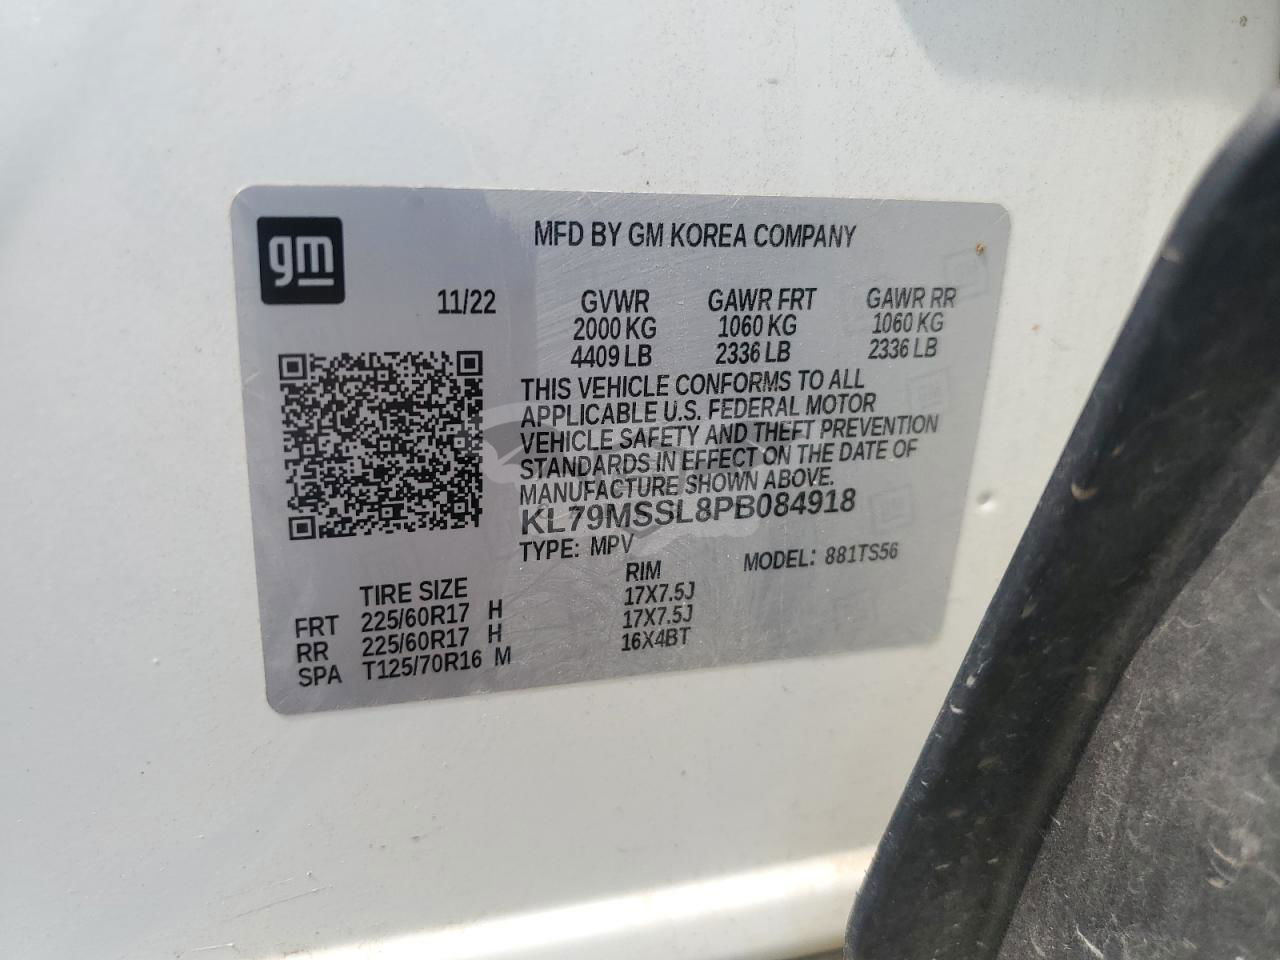 gm
MFD BY GM KOREA COMPANY
11/22 GVWR GAWR FRT GAWR RR
2000 KG 1060 KG 1060 KG
4409 LB 2336 LB 2336 LB
THIS VEHICLE CONFORMS TO ALL
APPLICABLE U.S. FEDERAL MOTOR
VEHICLE SAFETY AND THEFT PREVENTION
STANDARDS IN EFFECT ON THE DATE OF
MANUFACTURE SHOWN ABOVE.
KL79MSSL8PB084918
TYPE: MPV MODEL: 881TS56
TIRE SIZE RIM
FRT 225/60R17 H 17X7.5J
RR 225/60R17 H 17X7.5J
SPA T125/70R16 M 16X4BT